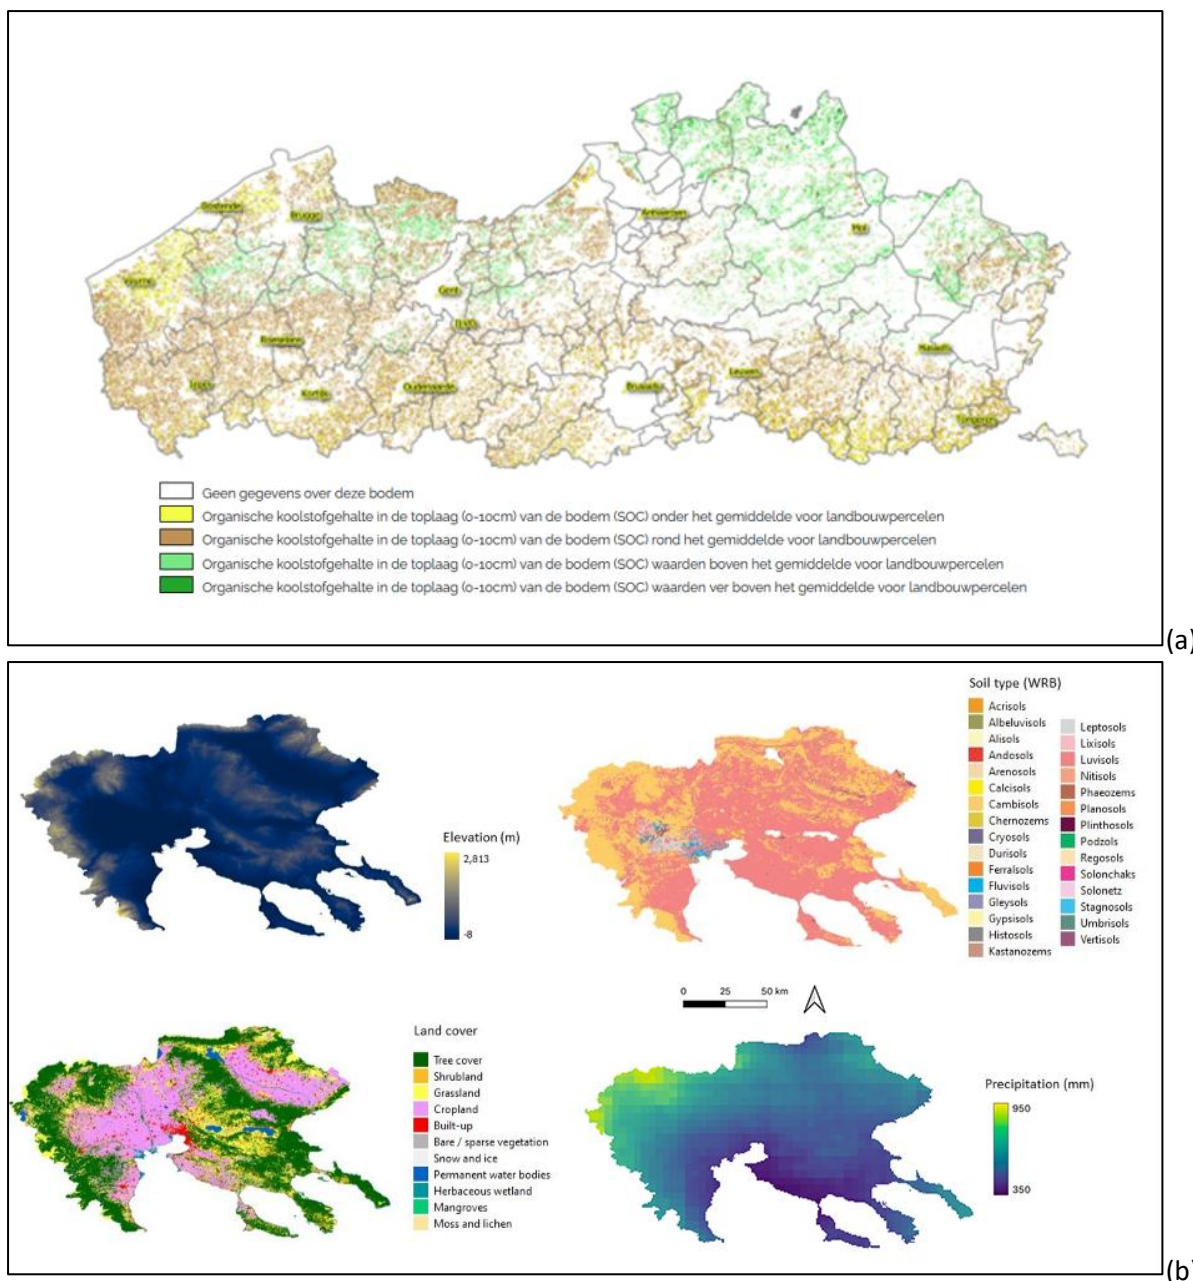 Oostende
Brugge
Antwerpen
Mol
Veurne
Gent
Roeselare
Hasselt
Ieper
Kortrijk
Oudenaarde
Brussels
Leuven
Tongeren
Geen gegevens over deze bodem
Organische koolstofgehalte in de toplaag (0-10cm) van de bodem (SOC) onder het gemiddelde voor landbouwpercelen
Organische koolstofgehalte in de toplaag (0-10cm) van de bodem (SOC) rond het gemiddelde voor landbouwpercelen
Organische koolstofgehalte in de toplaag (0-10cm) van de bodem (SOC) waarden boven het gemiddelde voor landbouwpercelen
Organische koolstofgehalte in de toplaag (0-10cm) van de bodem (SOC) waarden ver boven het gemiddelde voor landbouwpercelen
(a)
Elevation (m)
2,813
-8
Soil type (WRB)
Acrisols
Albeluvisols
Alisols
Andosols
Arenosols
Calcisols
Cambisols
Chernozems
Cryosols
Durisols
Ferralsols
Fluvisols
Gleysols
Gypsisols
Histosols
Kastanozems
Leptosols
Lixisols
Luvisols
Nitisols
Phaeozems
Planosols
Plinthosols
Podzols
Regosols
Solonchaks
Solonetz
Stagnosols
Umbrisols
Vertisols
0 25 50 km
Land cover
Tree cover
Shrubland
Grassland
Cropland
Built-up
Bare / sparse vegetation
Snow and ice
Permanent water bodies
Herbaceous wetland
Mangroves
Moss and lichen
Precipitation (mm)
950
350
(b)